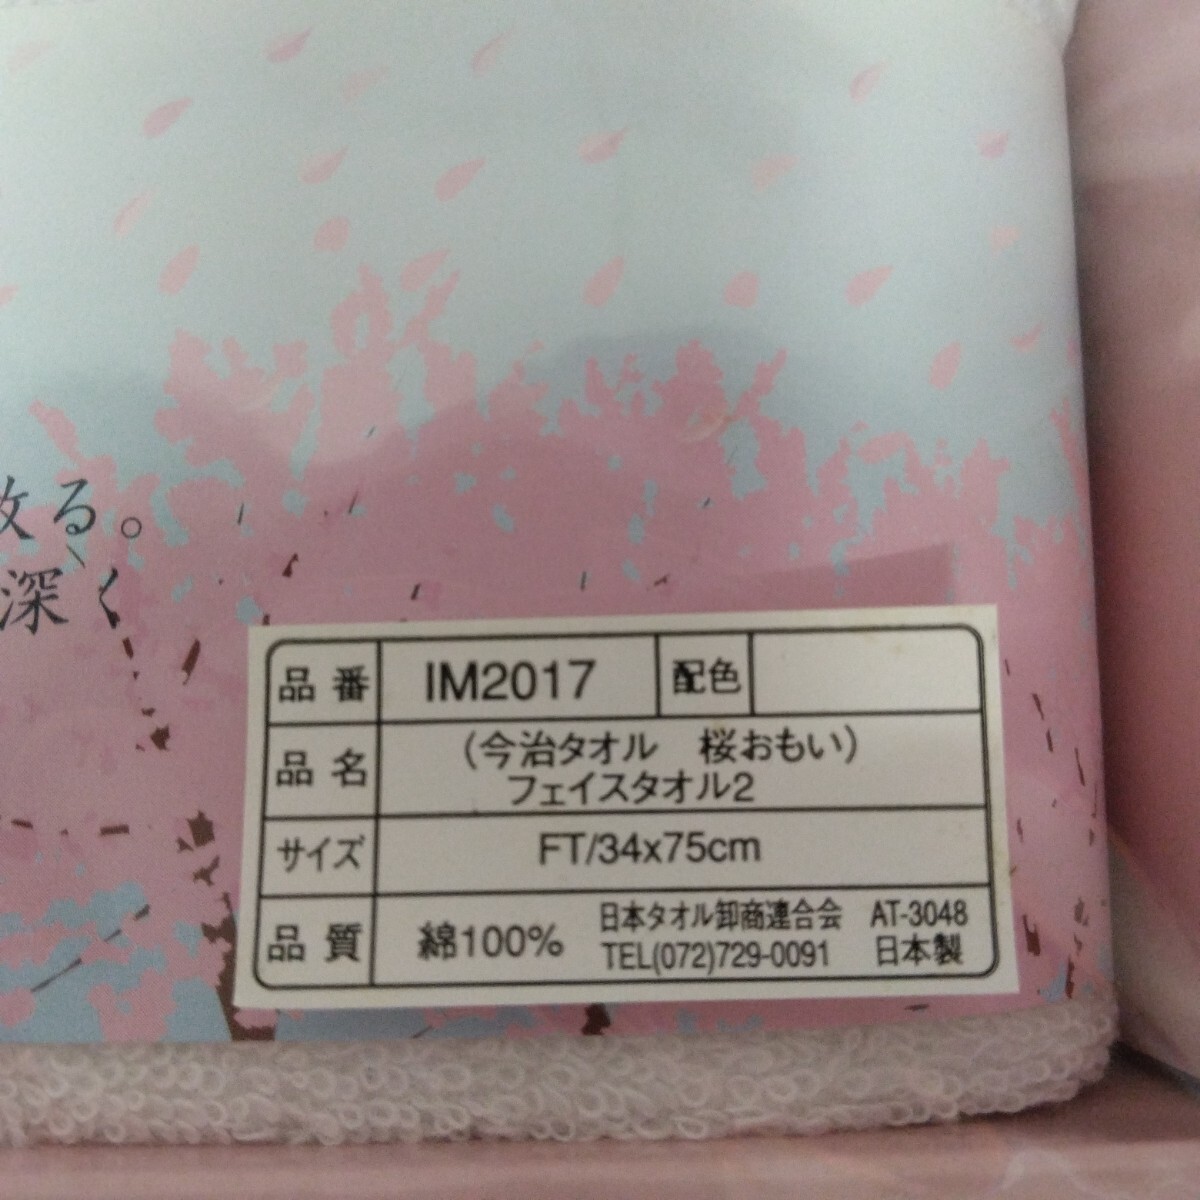 散る。
深く
品番 IM2017 配色
品名 (今治タオル 桜おもい)
フェイスタオル2
サイズ FT/34x75cm
品質 綿100% 日本タオル卸商連合会 AT-3048
TEL(072)729-0091 日本製